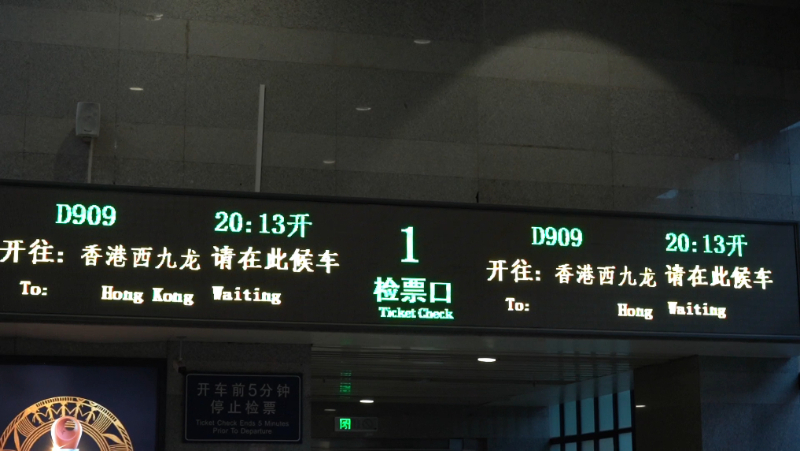 D909 20:13开
开往: 香港西九龙 请在此候车
To: Hong Kong Waiting
1
检票口
Ticket Check
D909 20:13开
开往: 香港西九龙 请在此候车
To: Hong Waiting
开车前5分钟
停止检票
Ticket Check Ends 5 Minutes
Prior To Departure